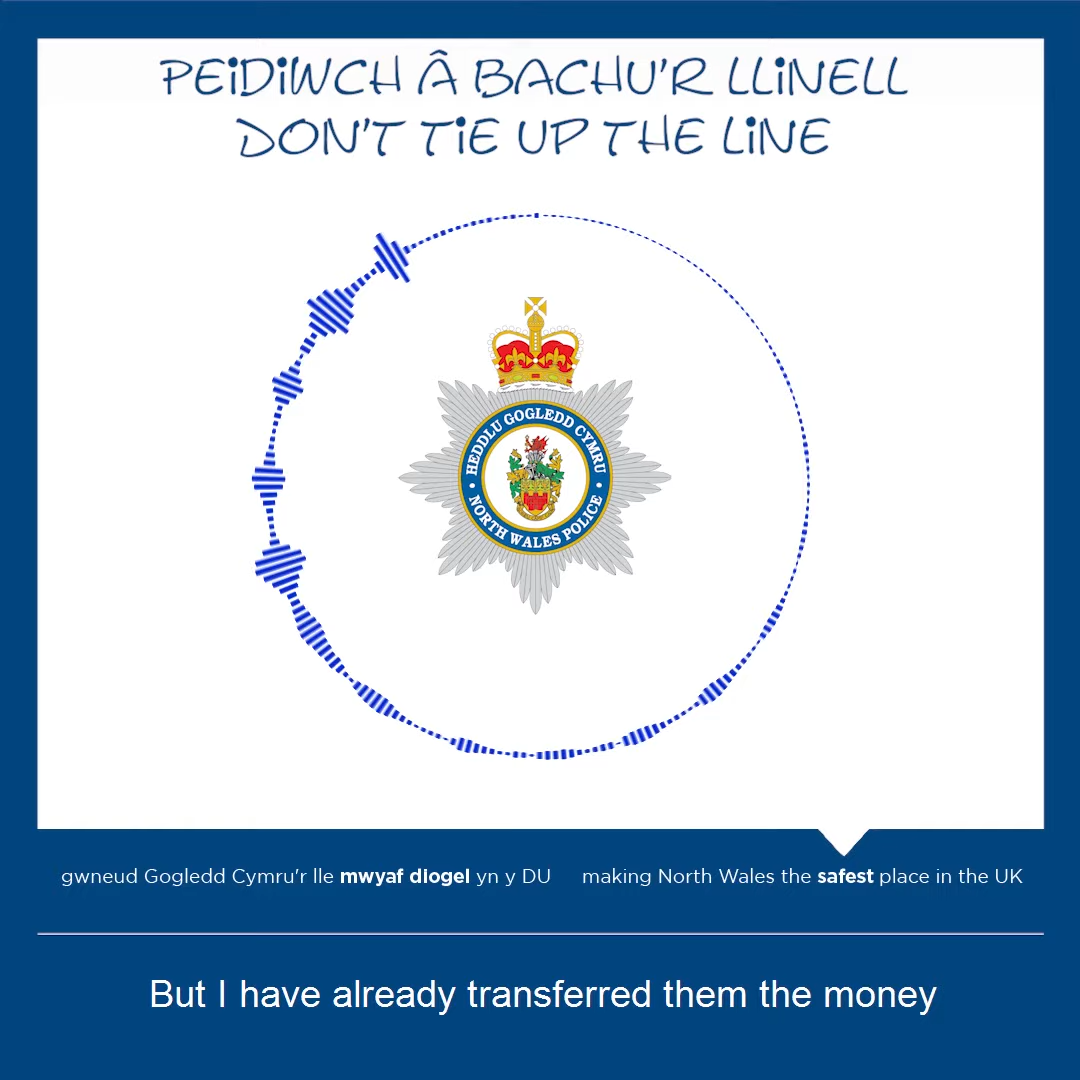 PEIDIWCH Â BACHU'R LLINELL
DON'T TIE UP THE LINE
HEDDLU GOGLEDD CYMRU
NORTH WALES POLICE
gwneud Gogledd Cymru'r lle mwyaf diogel yn y DU
making North Wales the safest place in the UK
But I have already transferred them the money